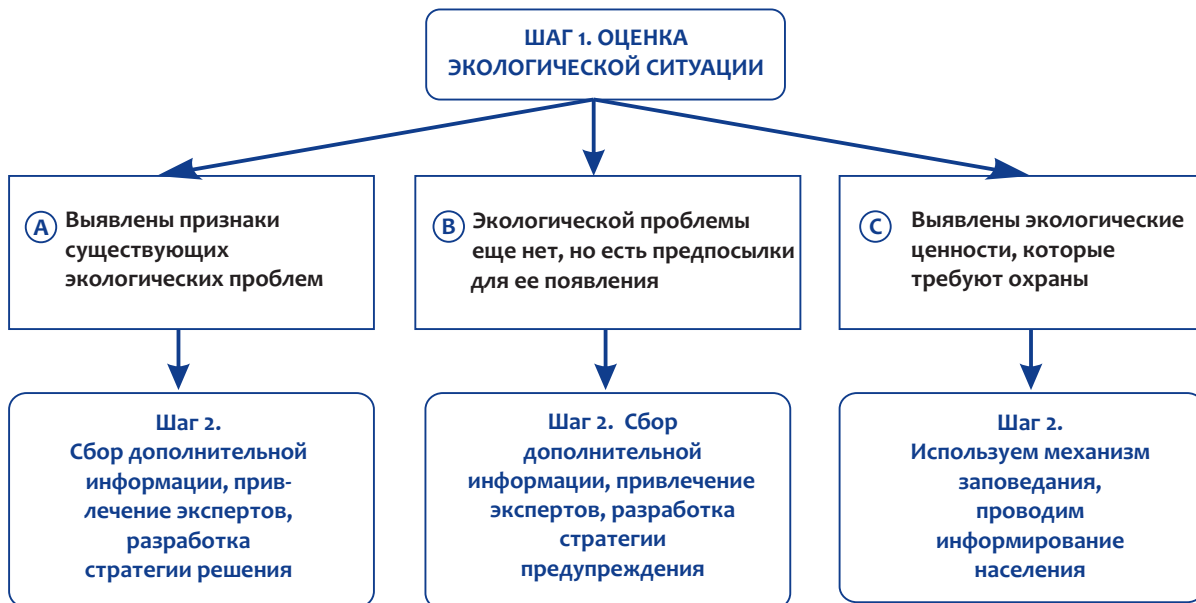 ШАГ 1. ОЦЕНКА
ЭКОЛОГИЧЕСКОЙ СИТУАЦИИ
A
Выявлены признаки
существующих
экологических проблем
B
Экологической проблемы
еще нет, но есть предпосылки
для ее появления
C
Выявлены экологические
ценности, которые
требуют охраны
Шаг 2.
Сбор дополнительной
информации, прив-
лечение экспертов,
разработка
стратегии решения
Шаг 2. Сбор
дополнительной
информации, привлечение
экспертов, разработка
стратегии
предупреждения
Шаг 2.
Используем механизм
заповедания,
проводим
информирование
населения